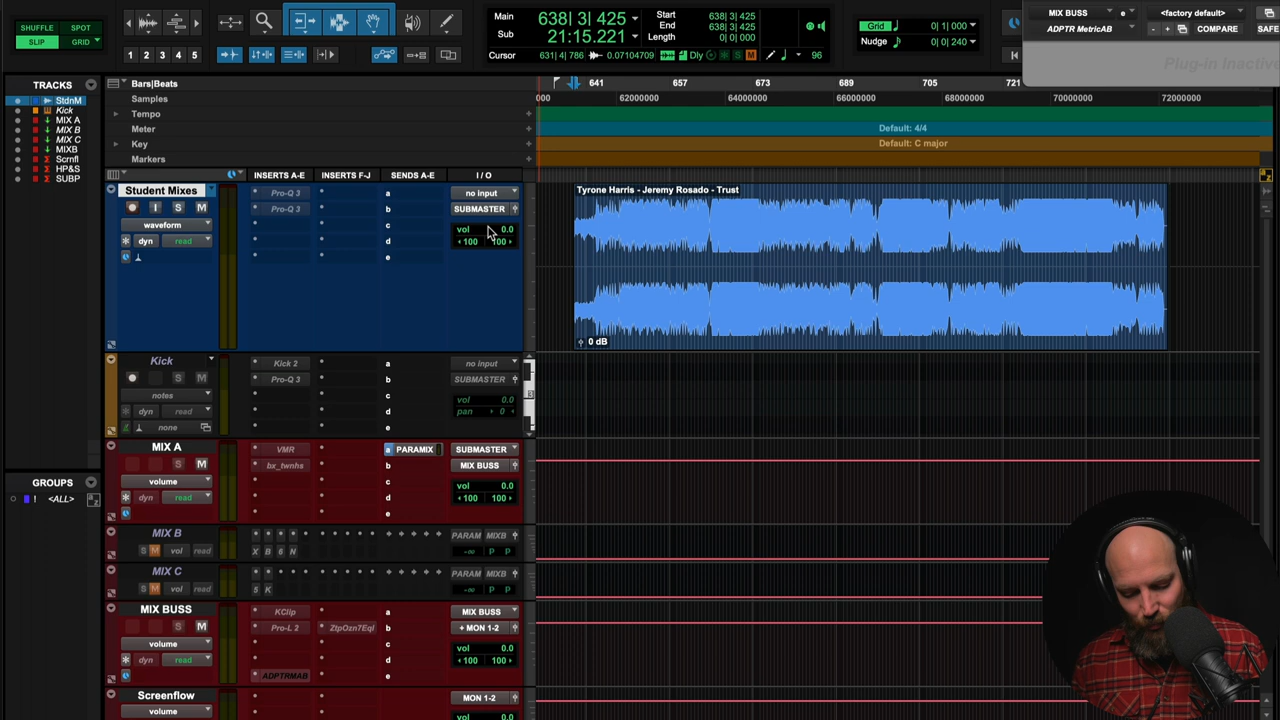 SHUFFLE SPOT
SLIP GRID
1 2 3 4 5
Main 638| 3| 425
Sub 21:15.221
Start 638| 3| 425
End 638| 3| 425
Length 0| 0| 000
Cursor 631| 4| 786 0.07104709 Dly M 96
Grid 0| 1| 000
Nudge 0| 0| 240
MIX BUSS e <factory default>
ADPTR MetricAB - + COMPARE SAFE
Plug-in Inactive
TRACKS
StdnM
Kick
MIX A
MIX B
MIX C
MIXB
Scrnfl
HP&S
SUBP
GROUPS
! <ALL>
Bars|Beats 641 657 673 689 705 721
Samples 000 62000000 64000000 66000000 68000000 70000000 72000000
Tempo
Meter Default: 4/4
Key Default: C major
Markers
INSERTS A-E INSERTS F-J SENDS A-E I / O
Student Mixes Pro-Q 3 a no input
I S M Pro-Q 3 b SUBMASTER
waveform c vol 0.0
dyn read d 100 100
e
Tyrone Harris - Jeremy Rosado - Trust
0 dB
Kick Kick 2 a no input
S M Pro-Q 3 b SUBMASTER
notes c vol 0.0
dyn read d pan 0
none e
MIX A VMR a PARAMIX SUBMASTER
S M bx_twnhs b MIX BUSS
volume c vol 0.0
dyn read d 100 100
e
MIX B PARAM MIXB
S M vol read X B 6 N -∞ P P
MIX C PARAM MIXB
S M vol read 5 K -∞ P P
MIX BUSS KClip a MIX BUSS
S M Pro-L 2 ZtpOzn7Eql b + MON 1-2
volume c vol 0.0
dyn read d 100 100
ADPTRMAB e
Screenflow a MON 1-2
volume b vol 0.0